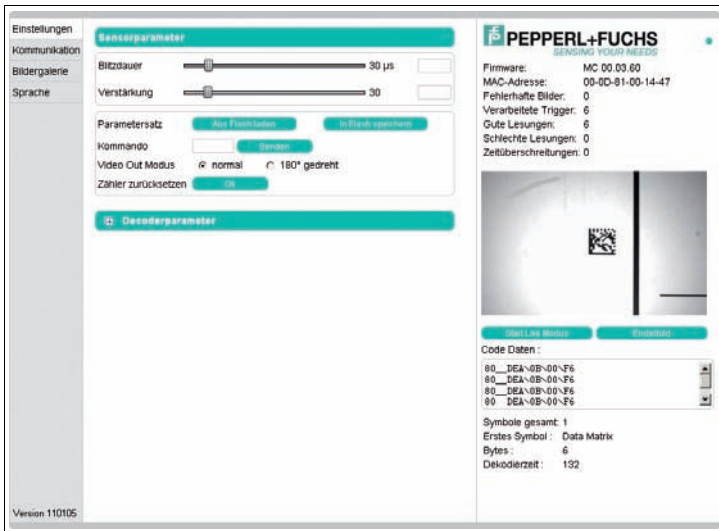 Einstellungen
Kommunikation
Bildergalerie
Sprache
Version 110105
Sensorparameter
Blitzdauer 30 µs
Verstärkung 30
Parametersatz Aus Flash laden In Flash speichern
Kommando Senden
Video Out Modus normal 180° gedreht
Zähler zurücksetzen Ok
Decoderparameter
PEPPERL+FUCHS
SENSING YOUR NEEDS
Firmware: MC 00.03.60
MAC-Adresse: 00-0D-81-00-14-47
Fehlerhafte Bilder: 0
Verarbeitete Trigger: 6
Gute Lesungen: 6
Schlechte Lesungen: 0
Zeitüberschreitungen: 0
Start Live Modus Einzelbild
Code Daten :
80__DEA\0B\00\F6
80__DEA\0B\00\F6
80__DEA\0B\00\F6
80__DEA\0B\00\F6
Symbole gesamt: 1
Erstes Symbol : Data Matrix
Bytes : 6
Dekodierzeit : 132